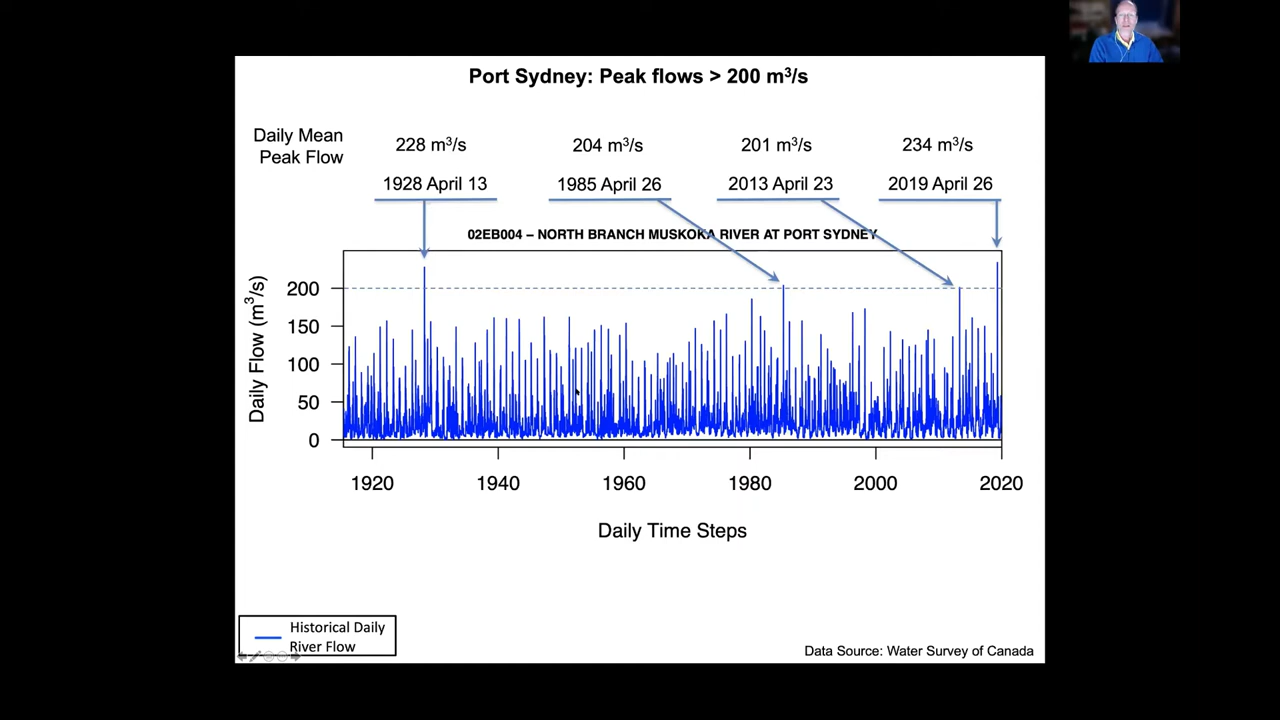 Port Sydney: Peak flows > 200 m³/s
Daily Mean
Peak Flow
228 m³/s
204 m³/s
201 m³/s
234 m³/s
1928 April 13
1985 April 26
2013 April 23
2019 April 26
02EB004 – NORTH BRANCH MUSKOKA RIVER AT PORT SYDNEY
Daily Flow (m³/s)
200
150
100
50
0
1920
1940
1960
1980
2000
2020
Daily Time Steps
Historical Daily
River Flow
Data Source: Water Survey of Canada